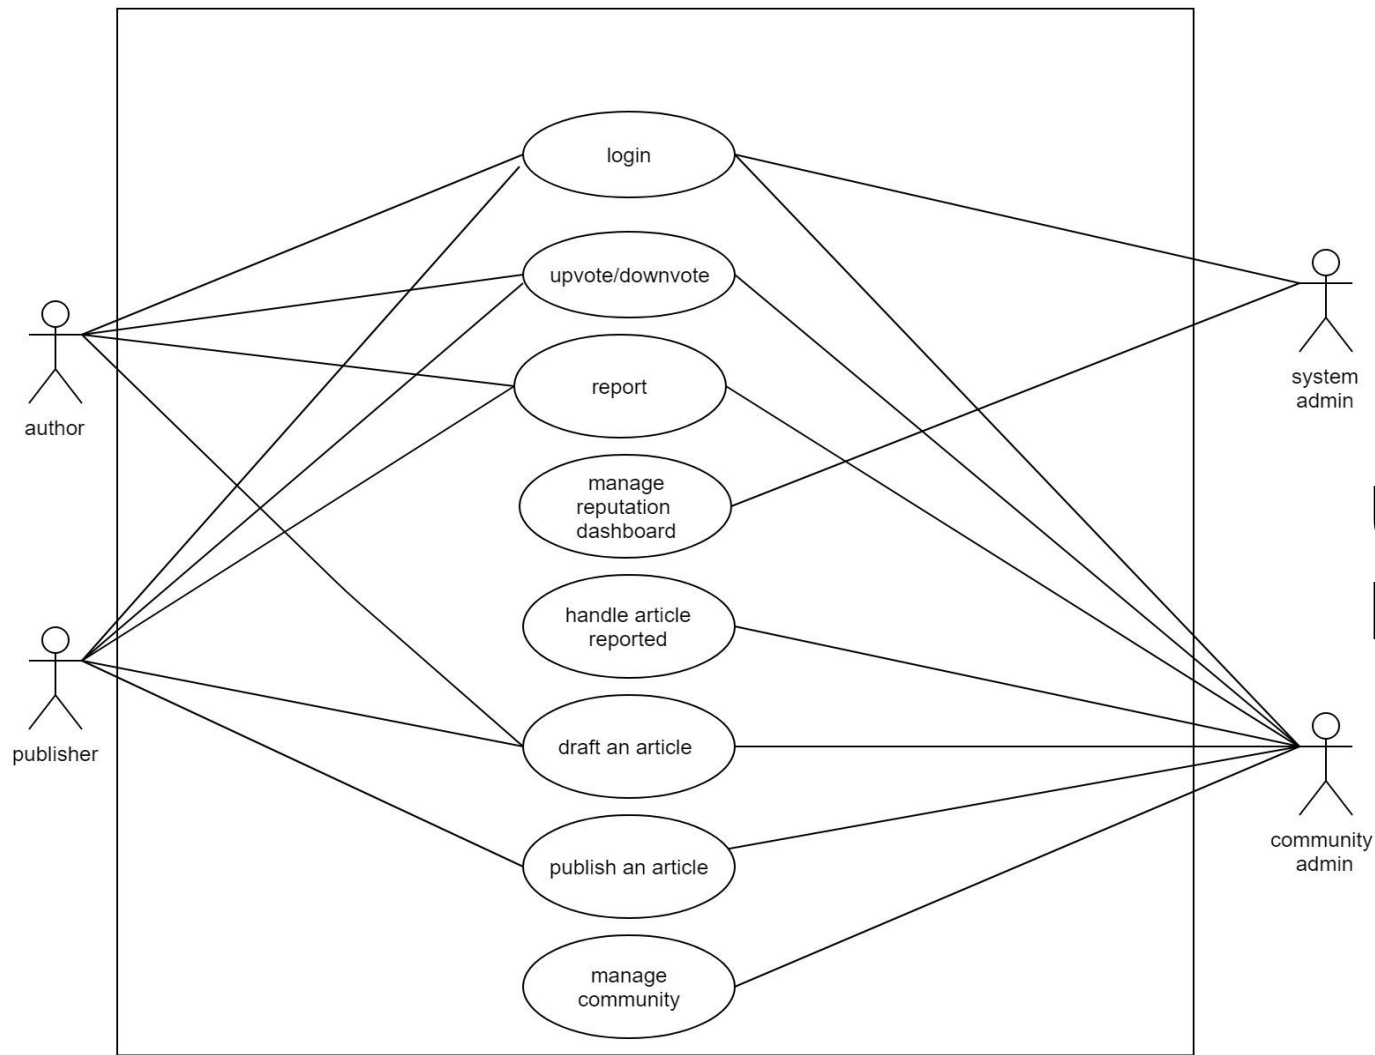 login
upvote/downvote
report
manage
reputation
dashboard
handle article
reported
draft an article
publish an article
manage
community
author
publisher
system
admin
community
admin